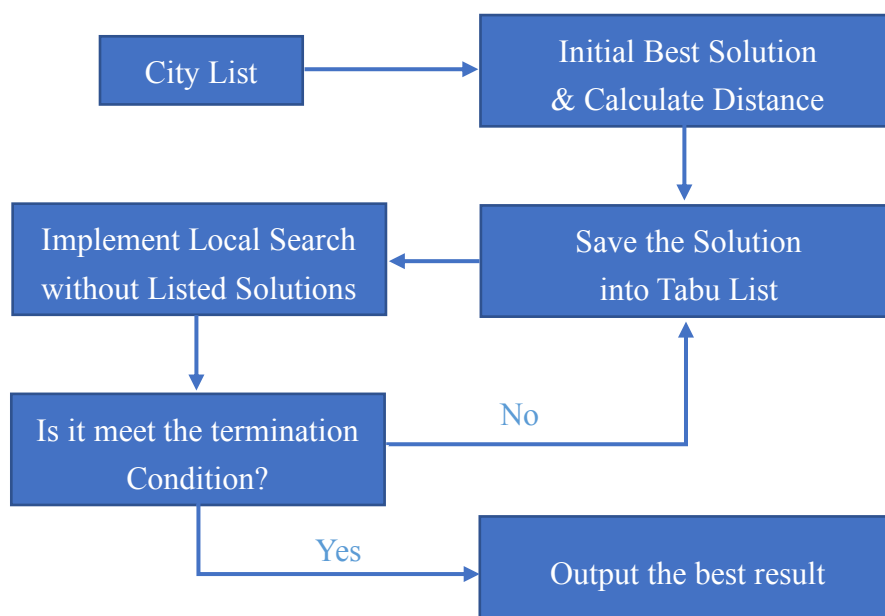 City List
Initial Best Solution
& Calculate Distance
Implement Local Search
without Listed Solutions
Save the Solution
into Tabu List
Is it meet the termination
Condition?
No
Yes
Output the best result